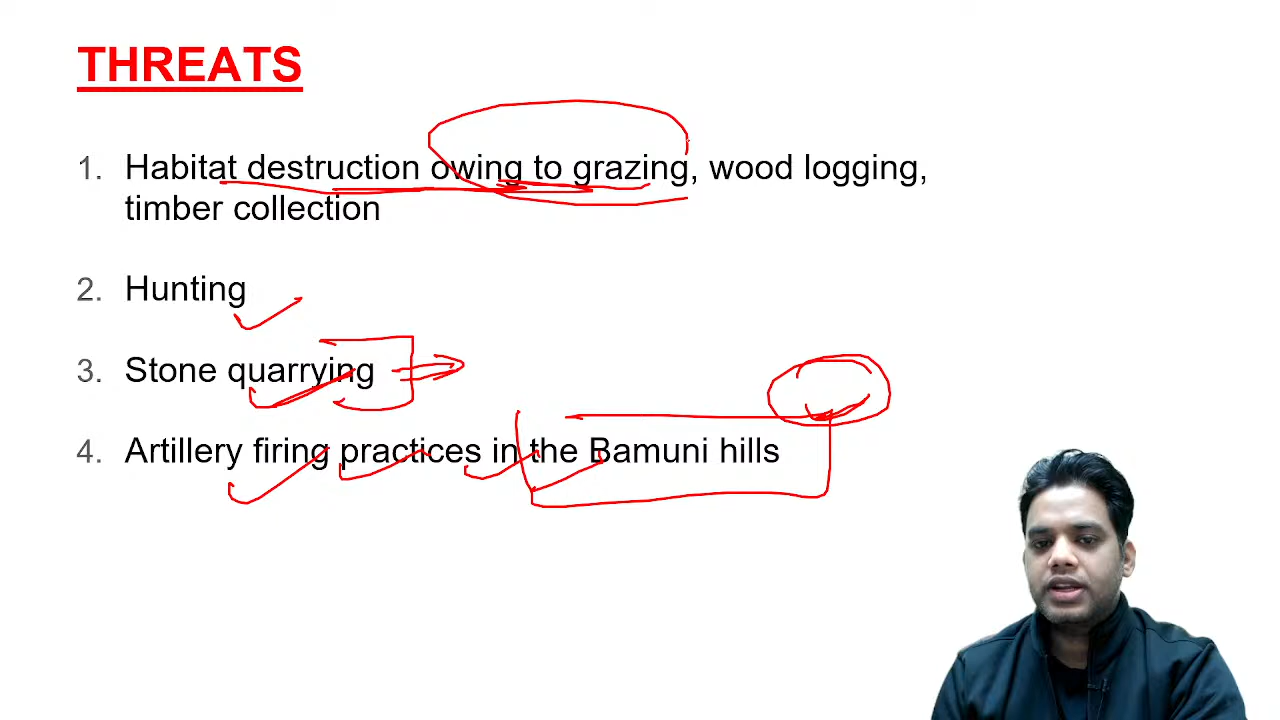 THREATS
1. Habitat destruction owing to grazing, wood logging,
timber collection
2. Hunting
3. Stone quarrying
4. Artillery firing practices in the Bamuni hills